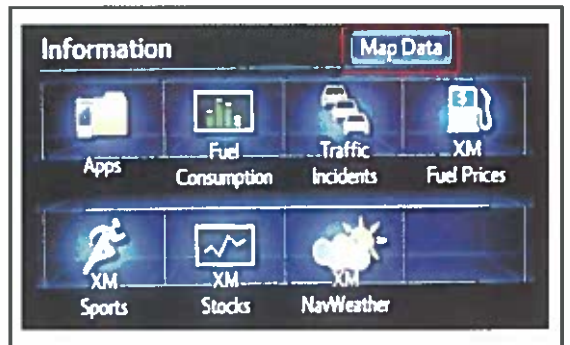 Information
Map Data
Apps
Fuel
Consumption
Traffic
Incidents
XM
Fuel Prices
XM
Sports
XM
Stocks
XM
NavWeather